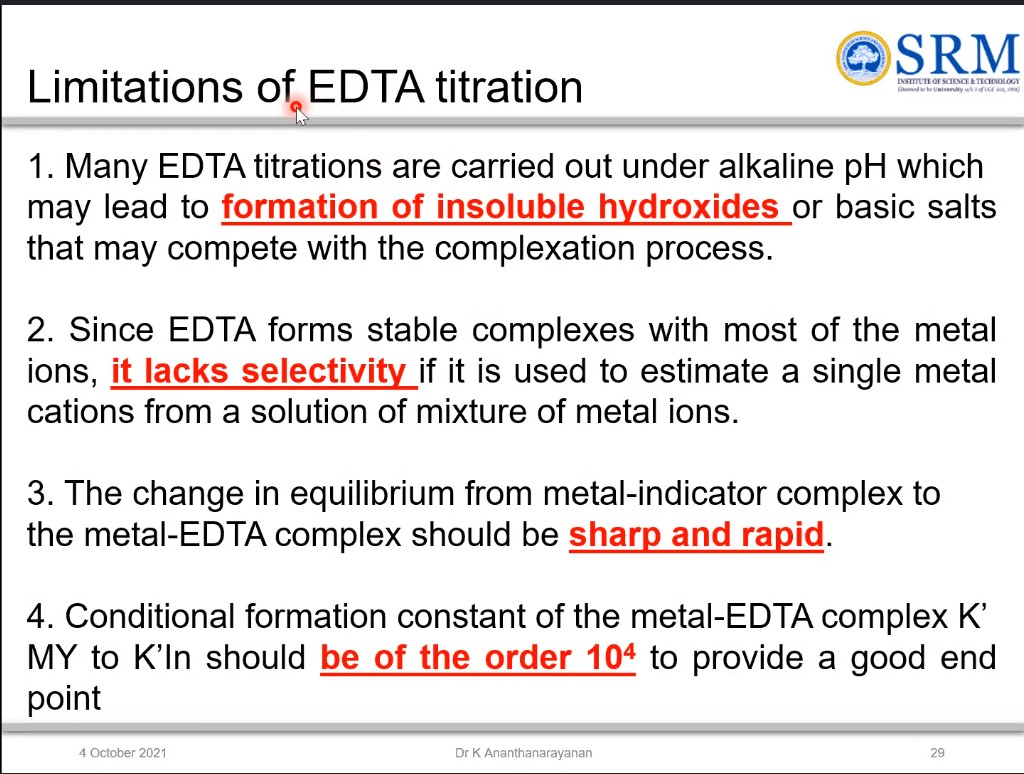 SRM
INSTITUTE OF SCIENCE & TECHNOLOGY
(Deemed to be University u/s 3 of UGC Act, 1956)
Limitations of EDTA titration
1. Many EDTA titrations are carried out under alkaline pH which
may lead to formation of insoluble hydroxides or basic salts
that may compete with the complexation process.
2. Since EDTA forms stable complexes with most of the metal
ions, it lacks selectivity if it is used to estimate a single metal
cations from a solution of mixture of metal ions.
3. The change in equilibrium from metal-indicator complex to
the metal-EDTA complex should be sharp and rapid.
4. Conditional formation constant of the metal-EDTA complex K’
MY to K’In should be of the order 10⁴ to provide a good end
point
4 October 2021
Dr K Ananthanarayanan
29